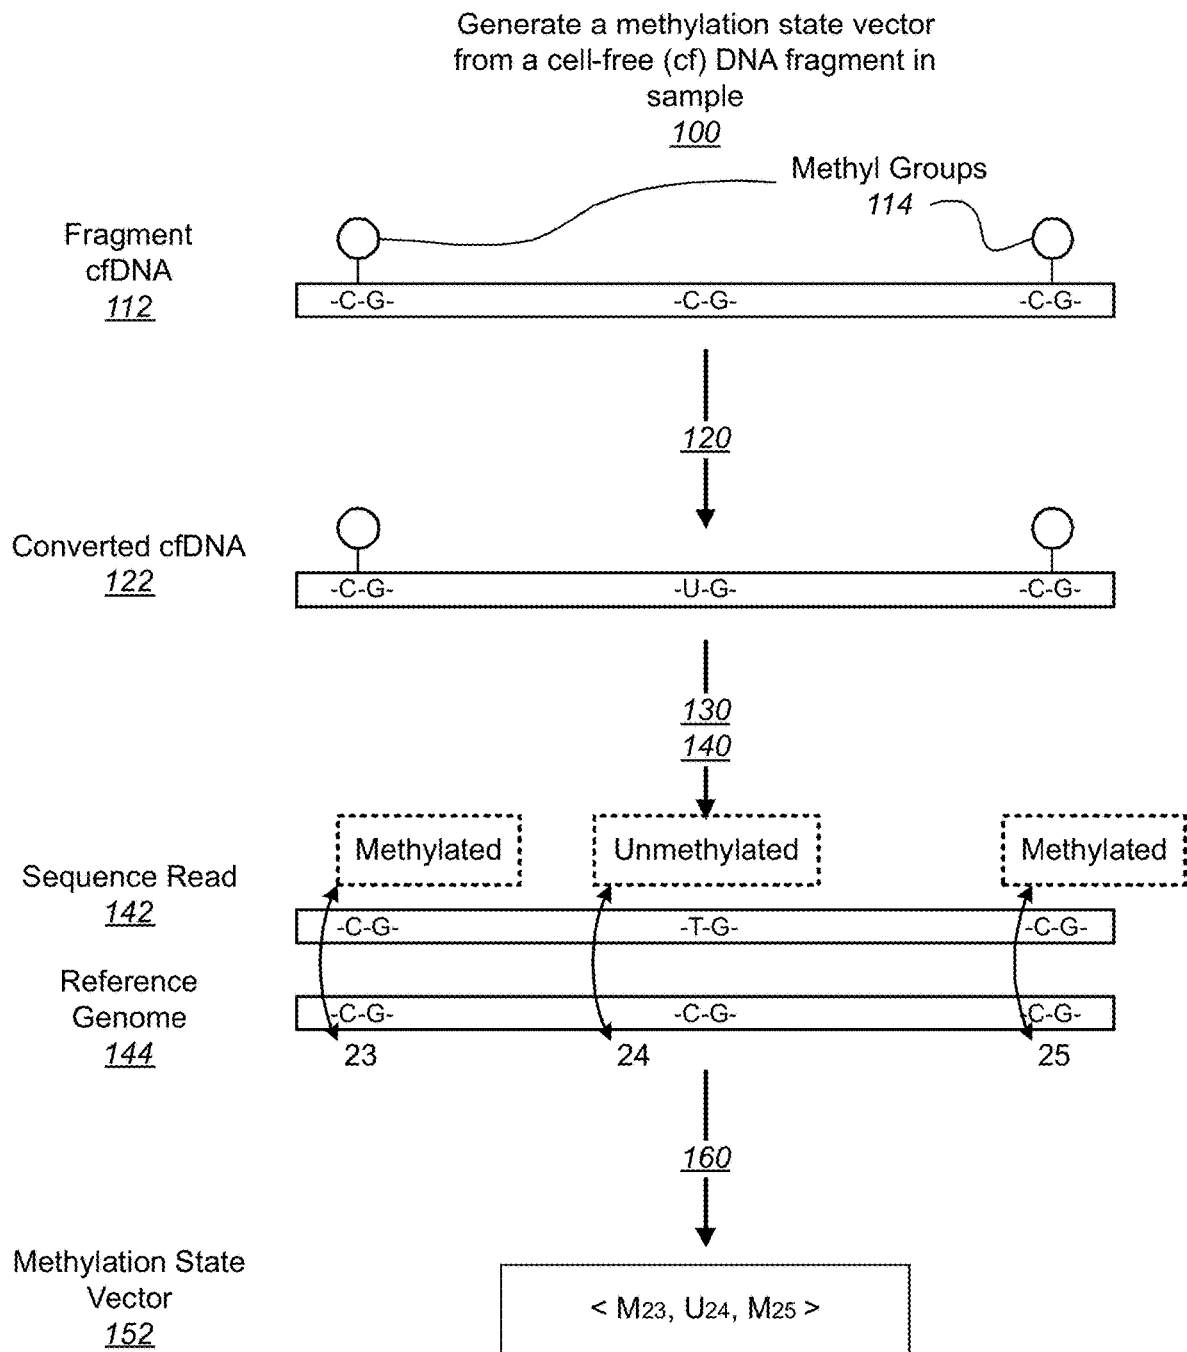 Generate a methylation state vector
from a cell-free (cf) DNA fragment in
sample
100
Methyl Groups
114
Fragment
cfDNA
112
-C-G- -C-G- -C-G-
120
Converted cfDNA
122
-C-G- -U-G- -C-G-
130
140
Methylated Unmethylated Methylated
Sequence Read
142
-C-G- -T-G- -C-G-
Reference
Genome
144
-C-G- -C-G- -C-G-
23 24 25
160
Methylation State
Vector
152
< M23, U24, M25 >